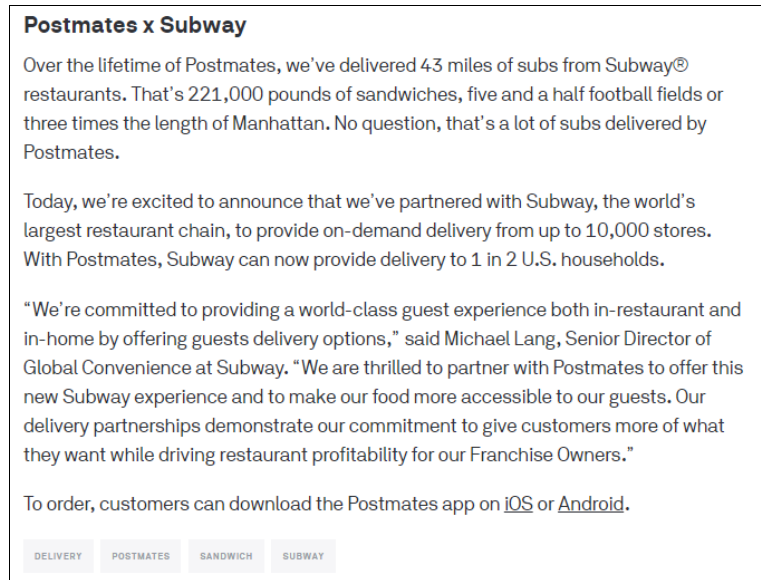 Postmates x Subway
Over the lifetime of Postmates, we've delivered 43 miles of subs from Subway®
restaurants. That's 221,000 pounds of sandwiches, five and a half football fields or
three times the length of Manhattan. No question, that's a lot of subs delivered by
Postmates.
Today, we're excited to announce that we've partnered with Subway, the world's
largest restaurant chain, to provide on-demand delivery from up to 10,000 stores.
With Postmates, Subway can now provide delivery to 1 in 2 U.S. households.
“We're committed to providing a world-class guest experience both in-restaurant and
in-home by offering guests delivery options,” said Michael Lang, Senior Director of
Global Convenience at Subway. “We are thrilled to partner with Postmates to offer this
new Subway experience and to make our food more accessible to our guests. Our
delivery partnerships demonstrate our commitment to give customers more of what
they want while driving restaurant profitability for our Franchise Owners.”
To order, customers can download the Postmates app on iOS or Android.
DELIVERY POSTMATES SANDWICH SUBWAY